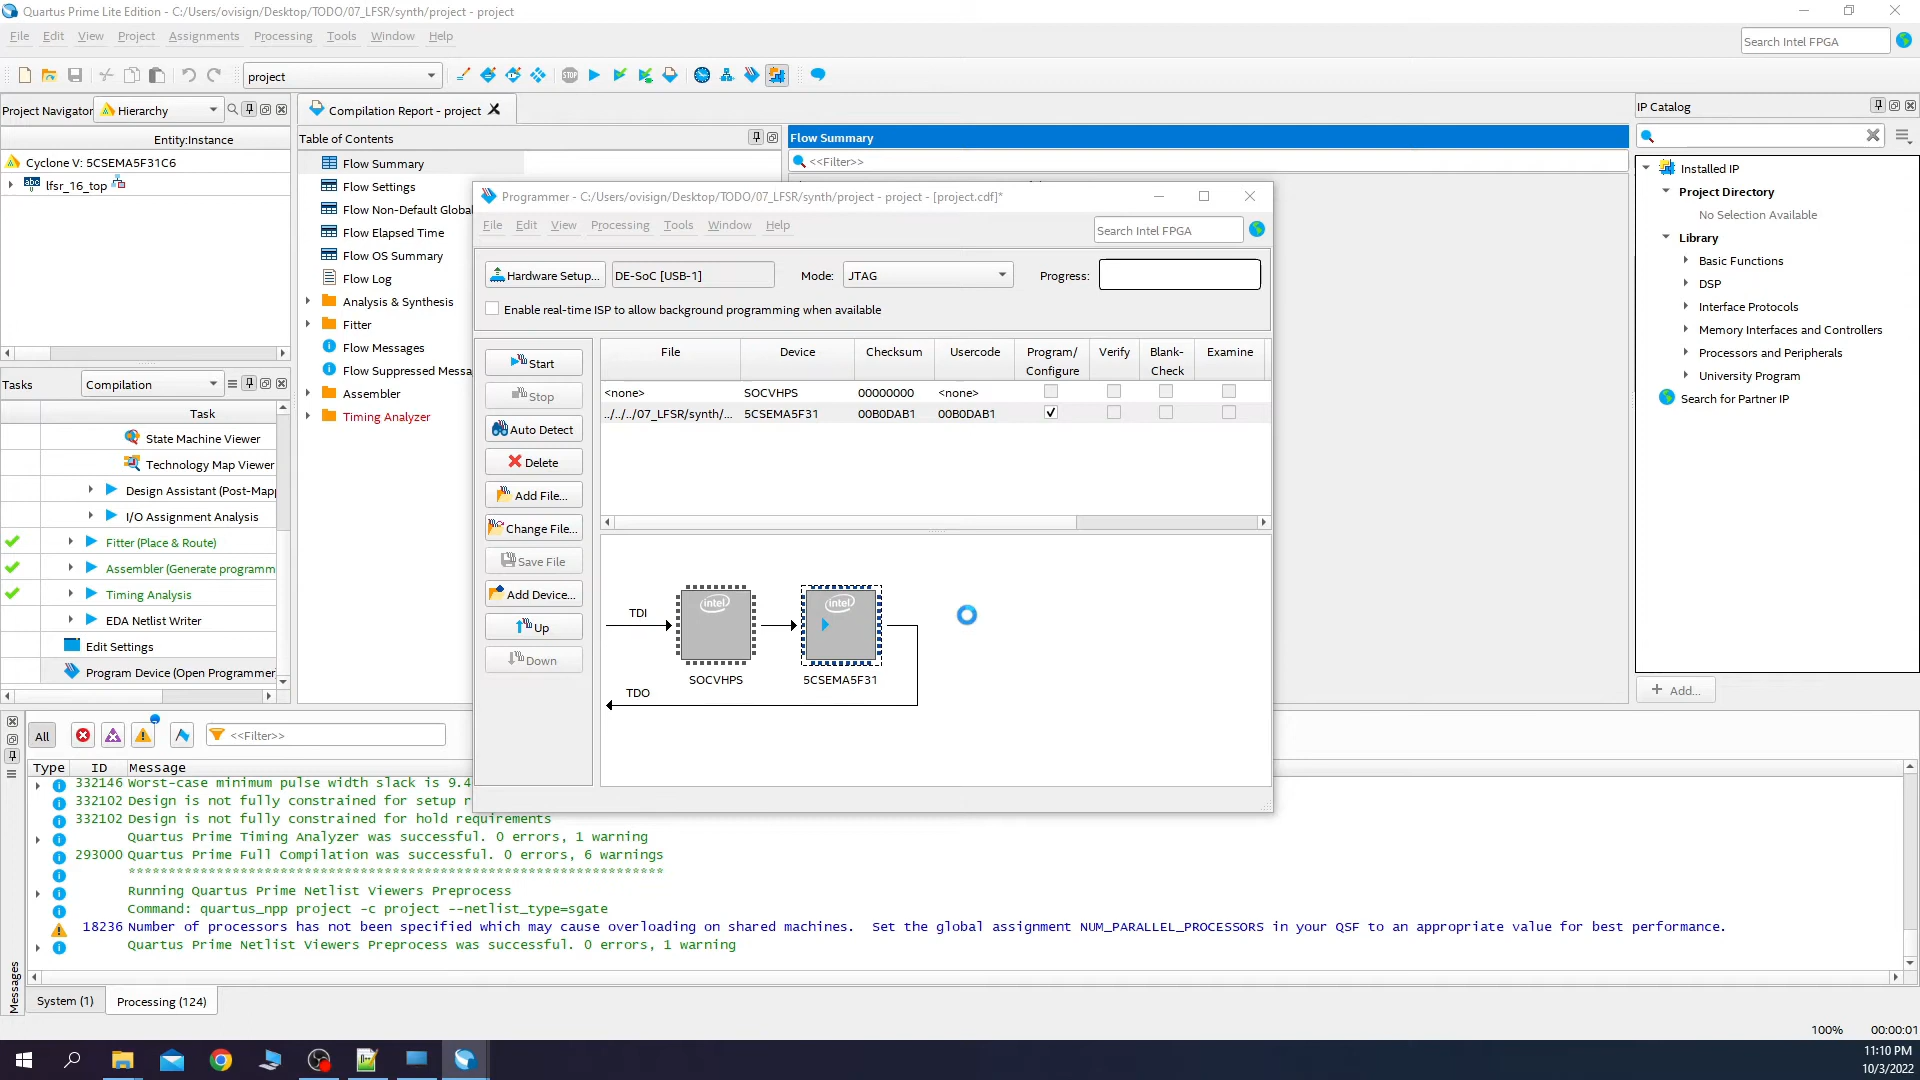 Quartus Prime Lite Edition - C:/Users/ovisign/Desktop/TODO/07_LFSR/synth/project - project
File Edit View Project Assignments Processing Tools Window Help
Search Intel FPGA
project
Project Navigator Hierarchy
Entity:Instance
Cyclone V: 5CSEMA5F31C6
abc lfsr_16_top
Compilation Report - project
Table of Contents
Flow Summary
Flow Settings
Flow Non-Default Global
Flow Elapsed Time
Flow OS Summary
Flow Log
Analysis & Synthesis
Fitter
Flow Messages
Flow Suppressed Messa
Assembler
Timing Analyzer
Flow Summary
<<Filter>>
IP Catalog
Installed IP
Project Directory
No Selection Available
Library
Basic Functions
DSP
Interface Protocols
Memory Interfaces and Controllers
Processors and Peripherals
University Program
Search for Partner IP
+ Add...
Tasks Compilation
Task
State Machine Viewer
Technology Map Viewer
Design Assistant (Post-Mapp
I/O Assignment Analysis
Fitter (Place & Route)
Assembler (Generate programm
Timing Analysis
EDA Netlist Writer
Edit Settings
Program Device (Open Programmer
Programmer - C:/Users/ovisign/Desktop/TODO/07_LFSR/synth/project - project - [project.cdf]*
File Edit View Processing Tools Window Help
Search Intel FPGA
Hardware Setup... DE-SoC [USB-1] Mode: JTAG Progress:
Enable real-time ISP to allow background programming when available
Start
Stop
Auto Detect
Delete
Add File...
Change File...
Save File
Add Device...
Up
Down
File Device Checksum Usercode Program/ Configure Verify Blank- Check Examine
<none> SOCVHPS 00000000 <none>
../../../07_LFSR/synth/... 5CSEMA5F31 00B0DAB1 00B0DAB1
TDI
intel
intel
SOCVHPS
5CSEMA5F31
TDO
All
<<Filter>>
Type ID Message
332146 Worst-case minimum pulse width slack is 9.4
332102 Design is not fully constrained for setup r
332102 Design is not fully constrained for hold requirements
Quartus Prime Timing Analyzer was successful. 0 errors, 1 warning
293000 Quartus Prime Full Compilation was successful. 0 errors, 6 warnings
*******************************************************************
Running Quartus Prime Netlist Viewers Preprocess
Command: quartus_npp project -c project --netlist_type=sgate
18236 Number of processors has not been specified which may cause overloading on shared machines. Set the global assignment NUM_PARALLEL_PROCESSORS in your QSF to an appropriate value for best performance.
Quartus Prime Netlist Viewers Preprocess was successful. 0 errors, 1 warning
Messages
System (1) Processing (124)
100% 00:00:01
11:10 PM
10/3/2022